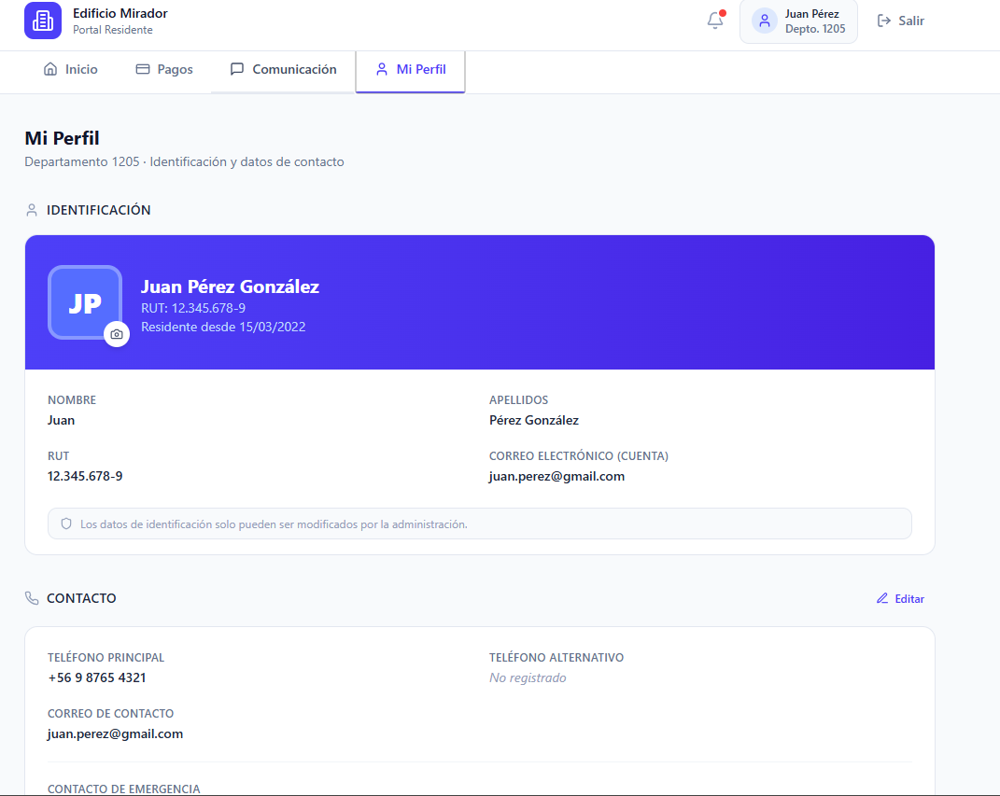 Edificio Mirador
Portal Residente
Juan Pérez
Depto. 1205
Salir
Inicio
Pagos
Comunicación
Mi Perfil
Mi Perfil
Departamento 1205 · Identificación y datos de contacto
IDENTIFICACIÓN
JP
Juan Pérez González
RUT: 12.345.678-9
Residente desde 15/03/2022
NOMBRE
Juan
APELLIDOS
Pérez González
RUT
12.345.678-9
CORREO ELECTRÓNICO (CUENTA)
juan.perez@gmail.com
Los datos de identificación solo pueden ser modificados por la administración.
CONTACTO
Editar
TELÉFONO PRINCIPAL
+56 9 8765 4321
TELÉFONO ALTERNATIVO
No registrado
CORREO DE CONTACTO
juan.perez@gmail.com
CONTACTO DE EMERGENCIA